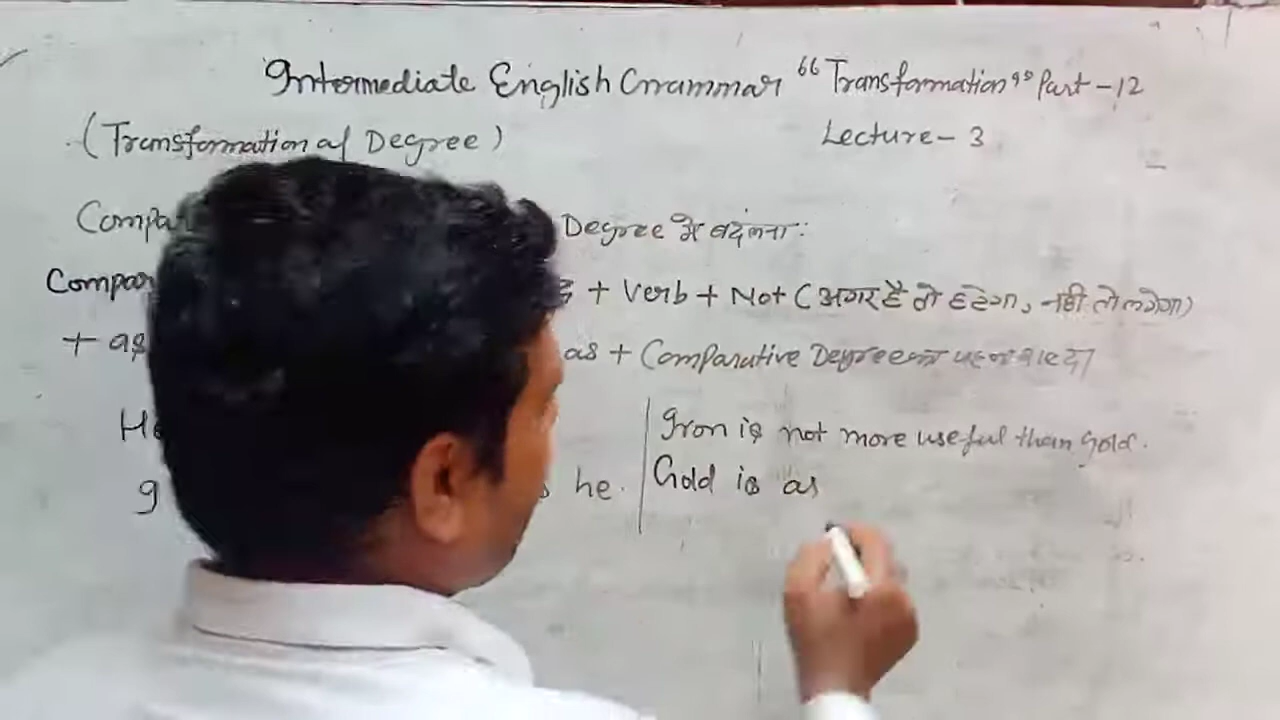 Intermediate English Grammar "Transformation" Part - 12
(Transformation of Degree) Lecture - 3
Compar Degree में बदलना:
Compar + Verb + Not (अगर है तो हटेगा, नही तो लगेगा)
+ as as + Comparative Degree का पहला शब्द
He Iron is not more useful than Gold.
I he. Gold is as